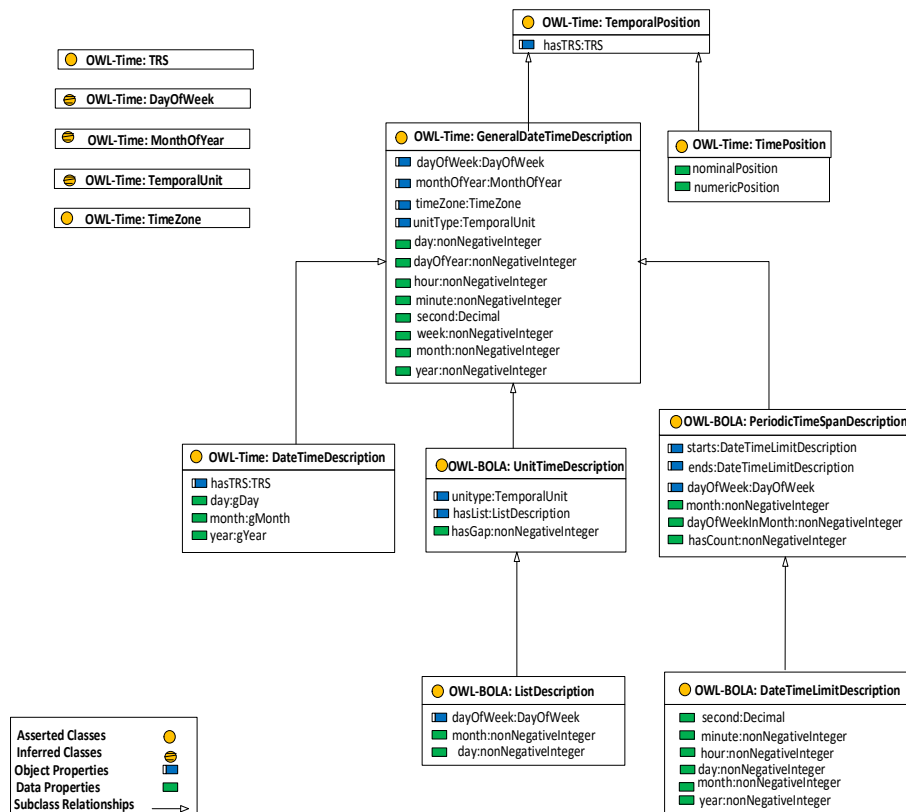 OWL-Time: TemporalPosition
hasTRS:TRS
OWL-Time: TRS
OWL-Time: DayOfWeek
OWL-Time: MonthOfYear
OWL-Time: TemporalUnit
OWL-Time: TimeZone
OWL-Time: GeneralDateTimeDescription
dayOfWeek:DayOfWeek
monthOfYear:MonthOfYear
timeZone:TimeZone
unitType:TemporalUnit
day:nonNegativeInteger
dayOfYear:nonNegativeInteger
hour:nonNegativeInteger
minute:nonNegativeInteger
second:Decimal
week:nonNegativeInteger
month:nonNegativeInteger
year:nonNegativeInteger
OWL-Time: TimePosition
nominalPosition
numericPosition
OWL-Time: DateTimeDescription
hasTRS:TRS
day:gDay
month:gMonth
year:gYear
OWL-BOLA: UnitTimeDescription
unitype:TemporalUnit
hasList:ListDescription
hasGap:nonNegativeInteger
OWL-BOLA: PeriodicTimeSpanDescription
starts:DateTimeLimitDescription
ends:DateTimeLimitDescription
dayOfWeek:DayOfWeek
month:nonNegativeInteger
dayOfWeekInMonth:nonNegativeInteger
hasCount:nonNegativeInteger
OWL-BOLA: ListDescription
dayOfWeek:DayOfWeek
month:nonNegativeInteger
day:nonNegativeInteger
OWL-BOLA: DateTimeLimitDescription
second:Decimal
minute:nonNegativeInteger
hour:nonNegativeInteger
day:nonNegativeInteger
month:nonNegativeInteger
year:nonNegativeInteger
Asserted Classes
Inferred Classes
Object Properties
Data Properties
Subclass Relationships